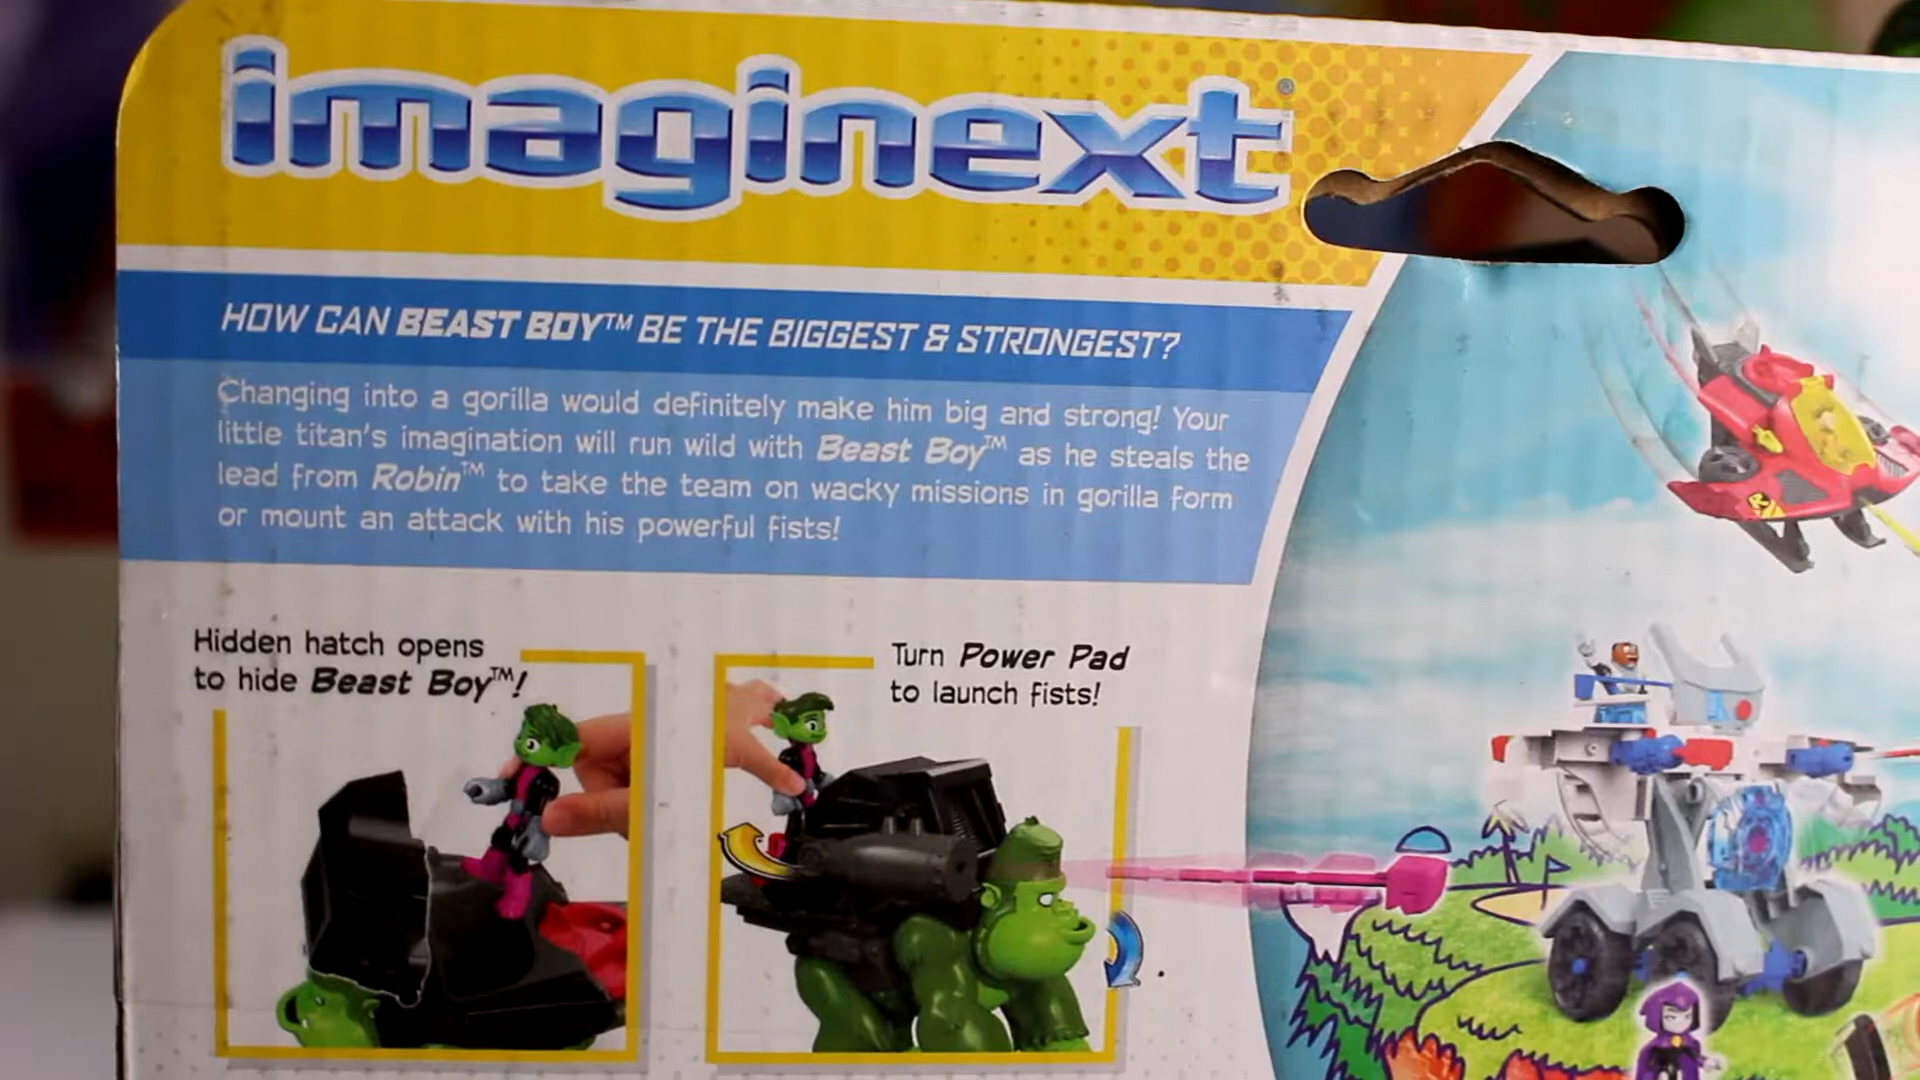 imaginext®
HOW CAN BEAST BOY™ BE THE BIGGEST & STRONGEST?
Changing into a gorilla would definitely make him big and strong! Your
little titan's imagination will run wild with Beast Boy™ as he steals the
lead from Robin™ to take the team on wacky missions in gorilla form
or mount an attack with his powerful fists!
Hidden hatch opens
to hide Beast Boy™!
Turn Power Pad
to launch fists!